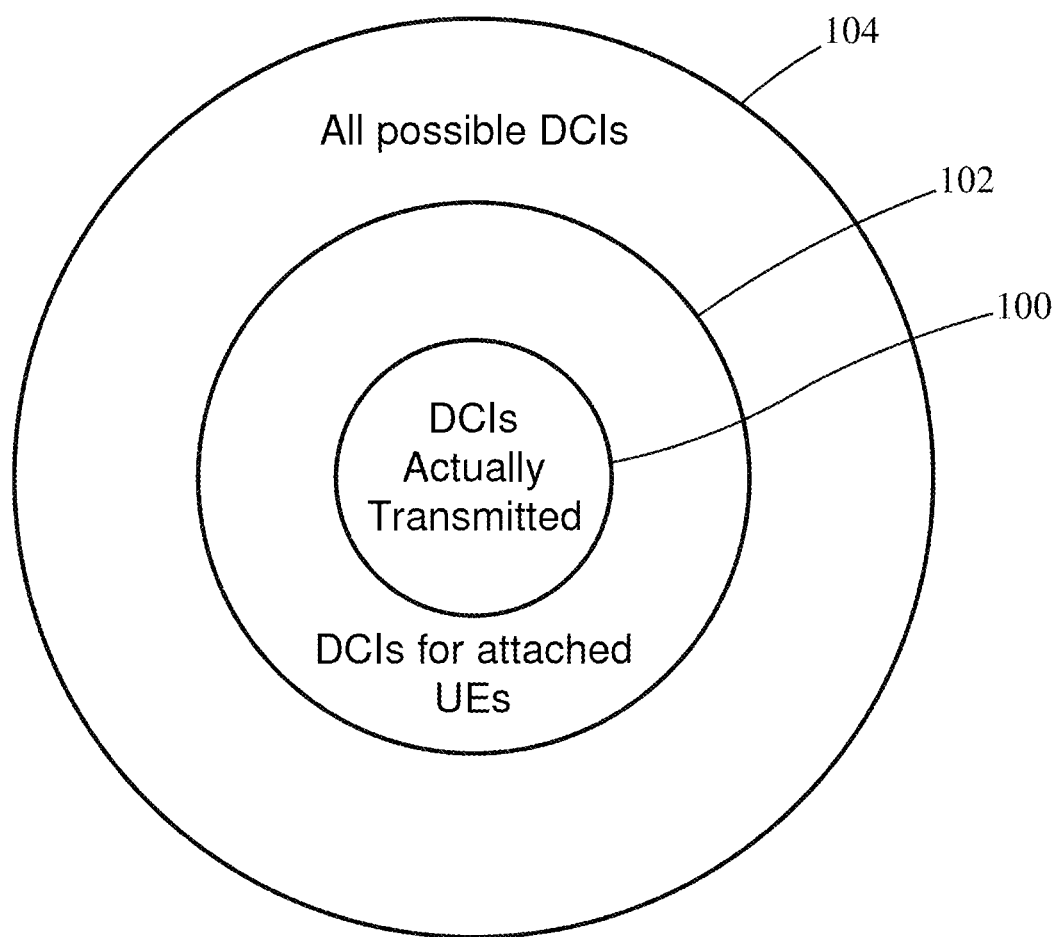 104
All possible DCIs
102
100
DCIs
Actually
Transmitted
DCIs for attached
UEs